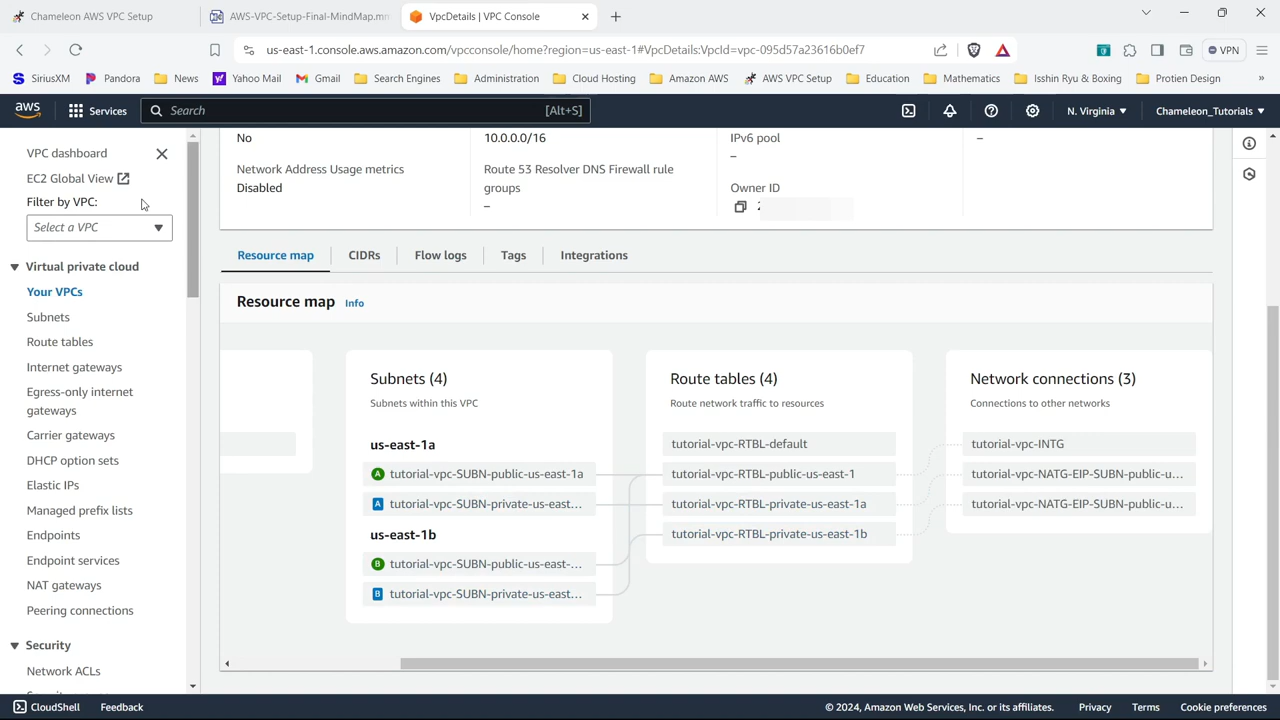 Chameleon AWS VPC Setup
AWS-VPC-Setup-Final-MindMap.mm
VpcDetails | VPC Console
us-east-1.console.aws.amazon.com/vpcconsole/home?region=us-east-1#VpcDetails:VpcId=vpc-095d57a23616b0ef7
VPN
SiriusXM
Pandora
News
Yahoo Mail
Gmail
Search Engines
Administration
Cloud Hosting
Amazon AWS
AWS VPC Setup
Education
Mathematics
Isshin Ryu & Boxing
Protien Design
»
aws
Services
Search
[Alt+S]
N. Virginia
Chameleon_Tutorials
VPC dashboard
EC2 Global View
Filter by VPC:
Select a VPC
Virtual private cloud
Your VPCs
Subnets
Route tables
Internet gateways
Egress-only internet
gateways
Carrier gateways
DHCP option sets
Elastic IPs
Managed prefix lists
Endpoints
Endpoint services
NAT gateways
Peering connections
Security
Network ACLs
No
10.0.0.0/16
IPv6 pool
–
–
Network Address Usage metrics
Disabled
Route 53 Resolver DNS Firewall rule
groups
–
Owner ID
Resource map
CIDRs
Flow logs
Tags
Integrations
Resource map Info
Subnets (4)
Subnets within this VPC
us-east-1a
A tutorial-vpc-SUBN-public-us-east-1a
A tutorial-vpc-SUBN-private-us-east...
us-east-1b
B tutorial-vpc-SUBN-public-us-east-...
B tutorial-vpc-SUBN-private-us-east...
Route tables (4)
Route network traffic to resources
tutorial-vpc-RTBL-default
tutorial-vpc-RTBL-public-us-east-1
tutorial-vpc-RTBL-private-us-east-1a
tutorial-vpc-RTBL-private-us-east-1b
Network connections (3)
Connections to other networks
tutorial-vpc-INTG
tutorial-vpc-NATG-EIP-SUBN-public-u...
tutorial-vpc-NATG-EIP-SUBN-public-u...
CloudShell
Feedback
© 2024, Amazon Web Services, Inc. or its affiliates.
Privacy
Terms
Cookie preferences